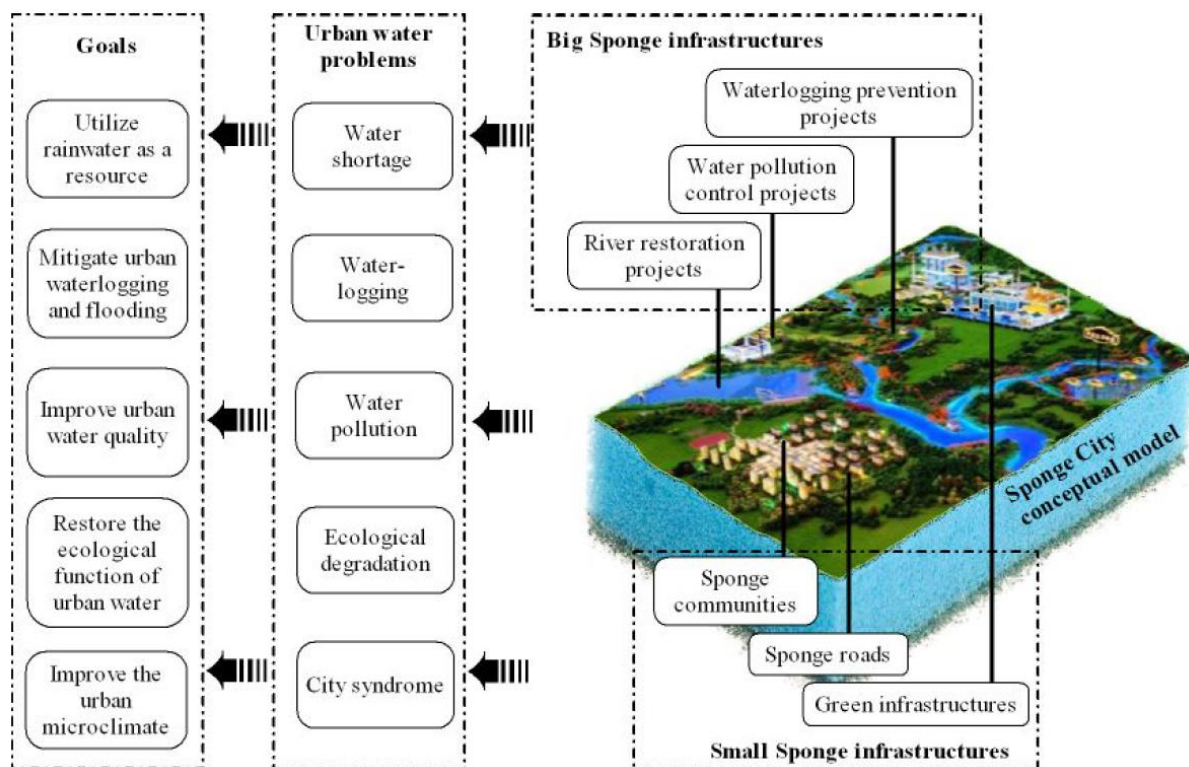 Goals
Utilize
rainwater as a
resource
Mitigate urban
waterlogging
and flooding
Improve urban
water quality
Restore the
ecological
function of
urban water
Improve the
urban
microclimate
Urban water
problems
Water
shortage
Water-
logging
Water
pollution
Ecological
degradation
City syndrome
Big Sponge infrastructures
Waterlogging prevention
projects
Water pollution
control projects
River restoration
projects
Sponge City
conceptual model
Sponge
communities
Sponge roads
Green infrastructures
Small Sponge infrastructures